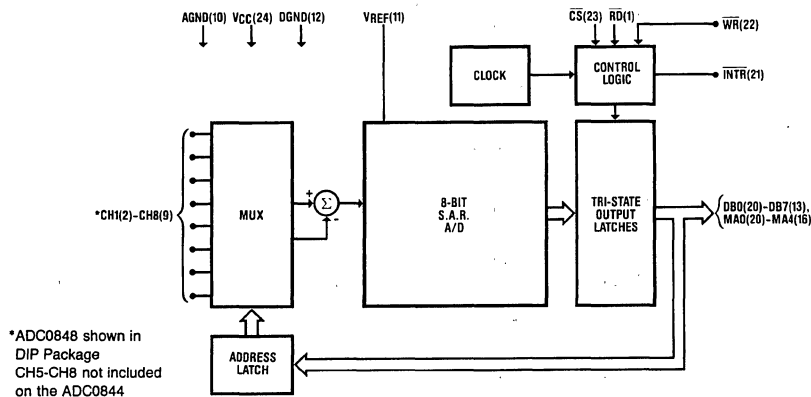 AGND(10) VCC(24) DGND(12) VREF(11) CS(23) RD(1)
WR(22)
CLOCK
CONTROL
LOGIC
INTR(21)
*CH1(2)-CH8(9)
MUX
+
Σ
-
8-BIT
S.A.R.
A/D
TRI-STATE
OUTPUT
LATCHES
DB0(20)-DB7(13),
MA0(20)-MA4(16)
*ADC0848 shown in
DIP Package
CH5-CH8 not included
on the ADC0844
ADDRESS
LATCH